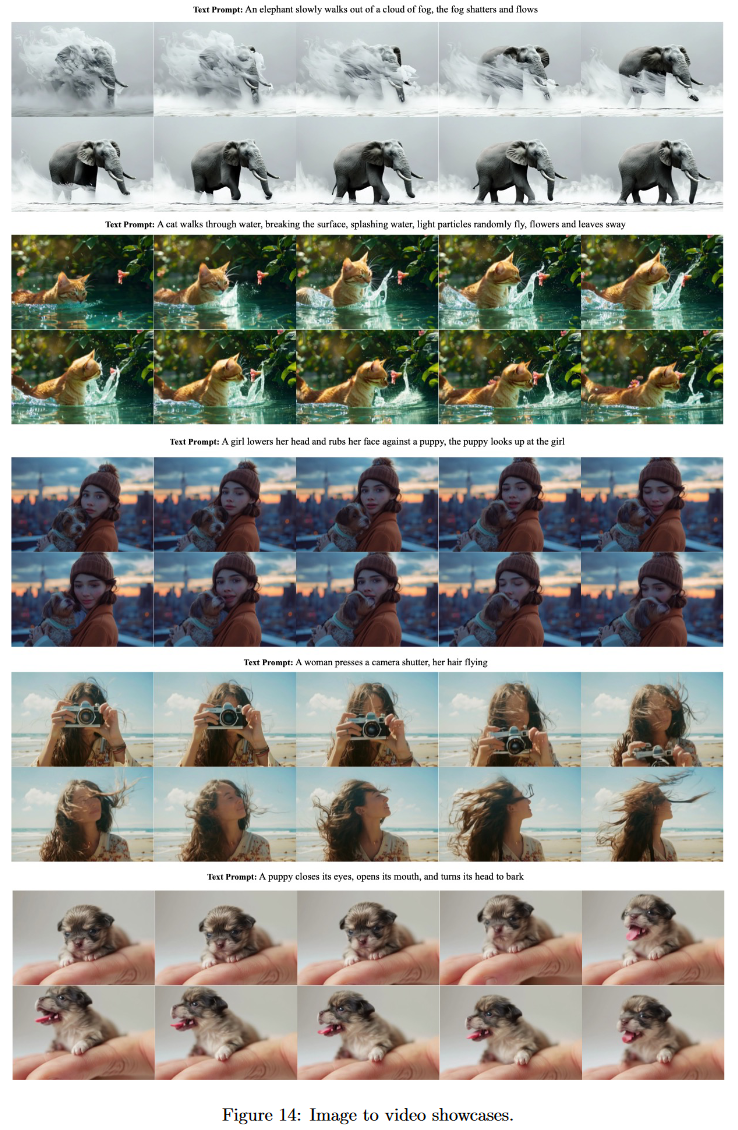 Text Prompt: An elephant slowly walks out of a cloud of fog, the fog shatters and flows
Text Prompt: A cat walks through water, breaking the surface, splashing water, light particles randomly fly, flowers and leaves sway
Text Prompt: A girl lowers her head and rubs her face against a puppy, the puppy looks up at the girl
Text Prompt: A woman presses a camera shutter, her hair flying
Text Prompt: A puppy closes its eyes, opens its mouth, and turns its head to bark
Figure 14: Image to video showcases.